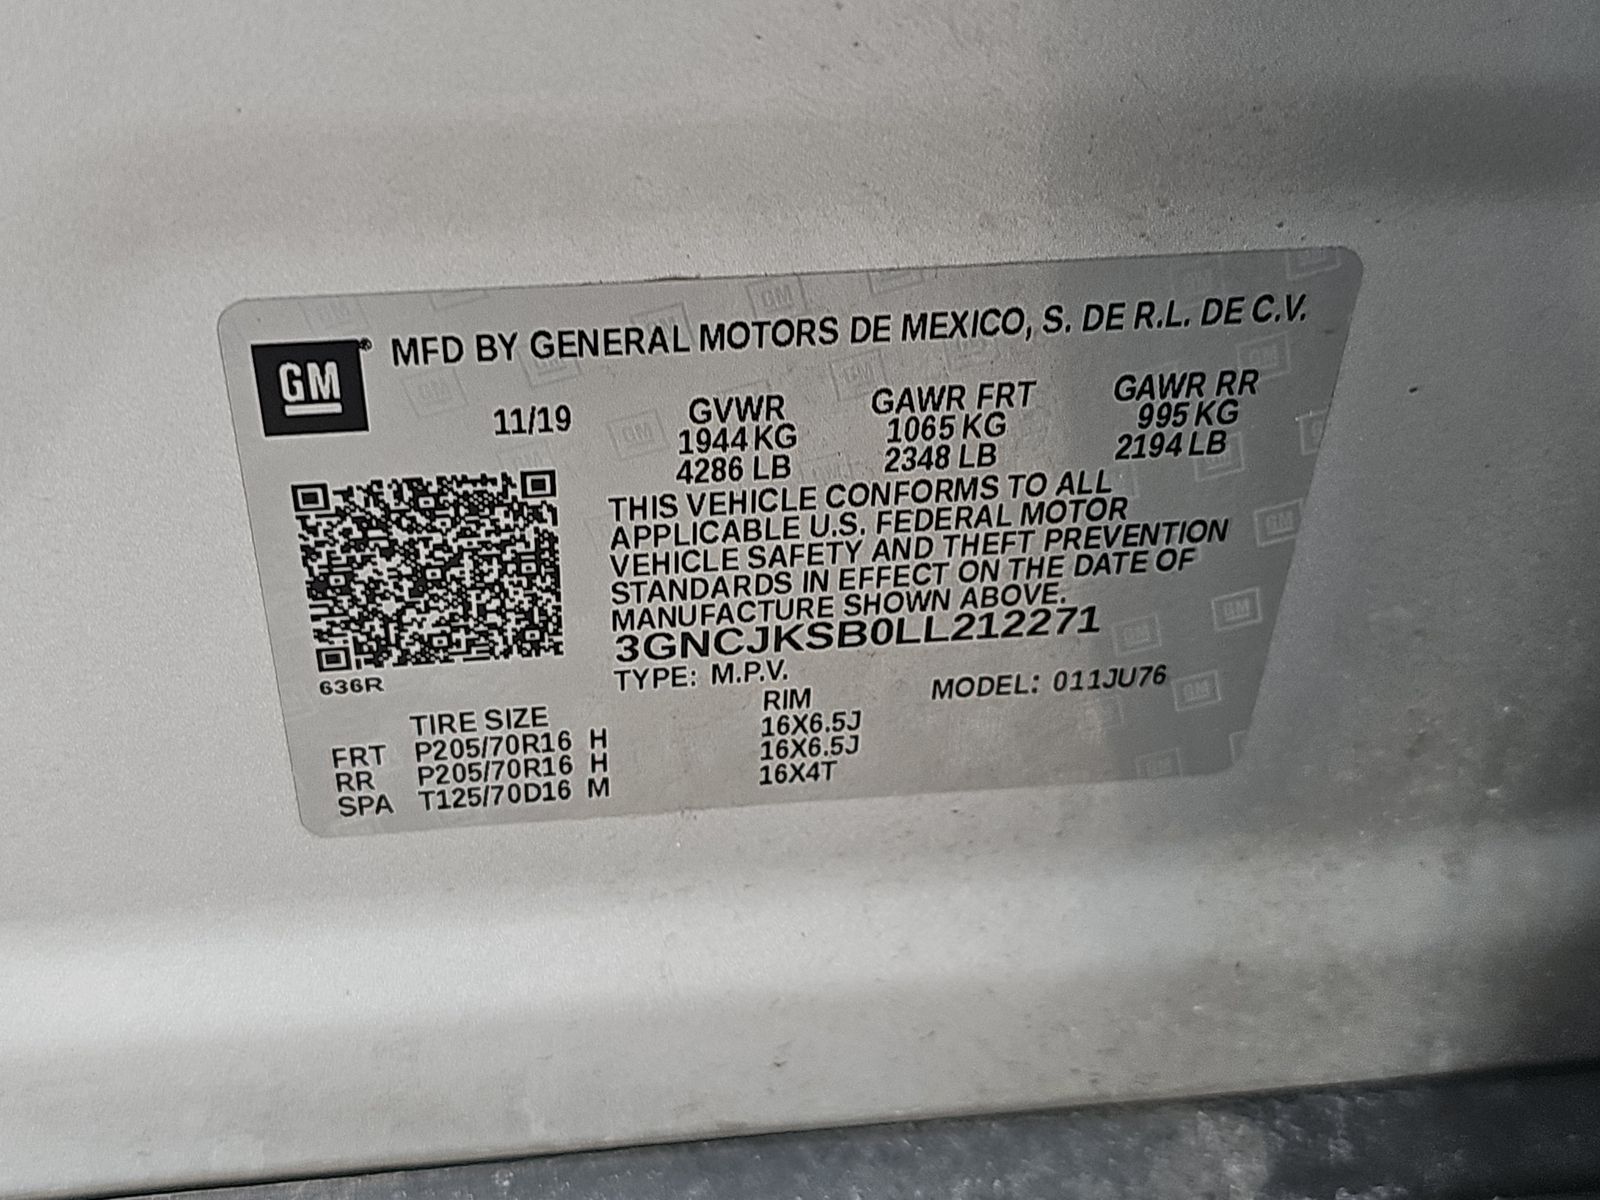 GM
MFD BY GENERAL MOTORS DE MEXICO, S. DE R.L. DE C.V.
11/19 GVWR GAWR FRT GAWR RR
1944 KG 1065 KG 995 KG
4286 LB 2348 LB 2194 LB
THIS VEHICLE CONFORMS TO ALL
APPLICABLE U.S. FEDERAL MOTOR
VEHICLE SAFETY AND THEFT PREVENTION
STANDARDS IN EFFECT ON THE DATE OF
MANUFACTURE SHOWN ABOVE.
3GNCJKSB0LL212271
636R
TYPE: M.P.V. MODEL: 011JU76
TIRE SIZE RIM
FRT P205/70R16 H 16X6.5J
RR P205/70R16 H 16X6.5J
SPA T125/70D16 M 16X4T